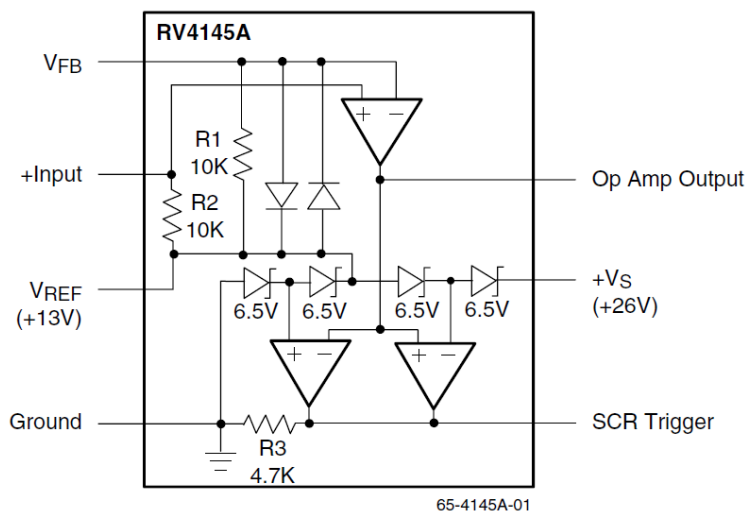 RV4145A
VFB
R1
10K
+ −
+Input
Op Amp Output
R2
10K
VREF
(+13V)
6.5V 6.5V 6.5V 6.5V
+VS
(+26V)
+ − + −
Ground
SCR Trigger
R3
4.7K
65-4145A-01